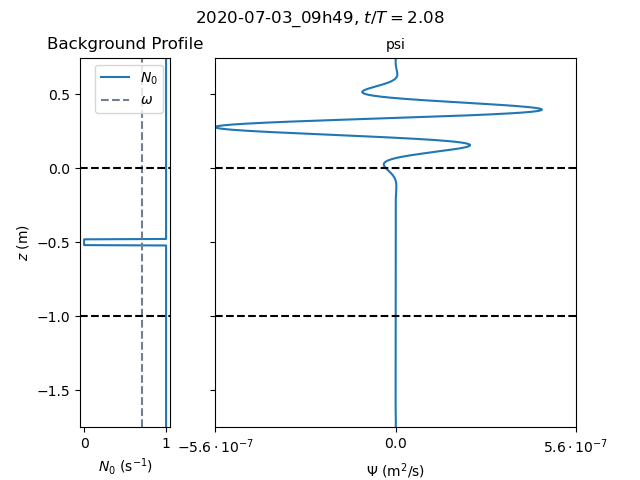 2020-07-03_09h49, t/T = 2.08
Background Profile
psi
N₀
ω
0.5
0.0
−0.5
−1.0
−1.5
z (m)
0
1
N₀ (s⁻¹)
−5.6 · 10⁻⁷
0.0
5.6 · 10⁻⁷
Ψ (m²/s)